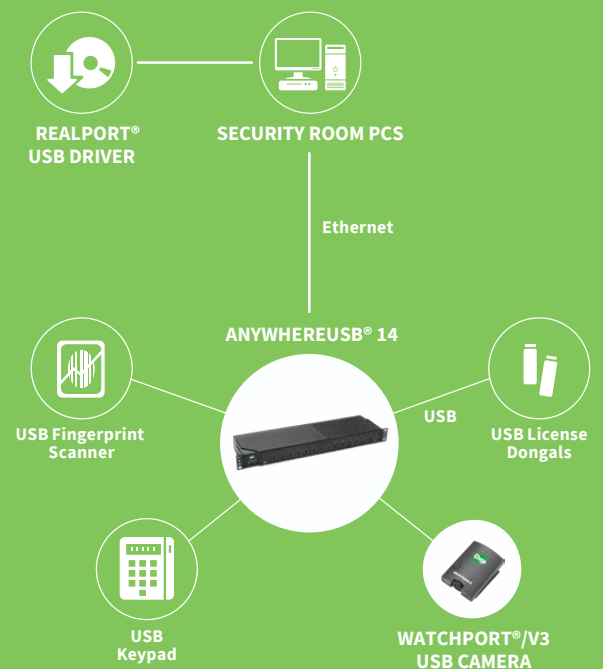 REALPORT®
USB DRIVER
SECURITY ROOM PCS
Ethernet
ANYWHEREUSB® 14
USB Fingerprint
Scanner
USB
USB License
Dongals
Digi
USB
Keypad
WATCHPORT®/V3
USB CAMERA